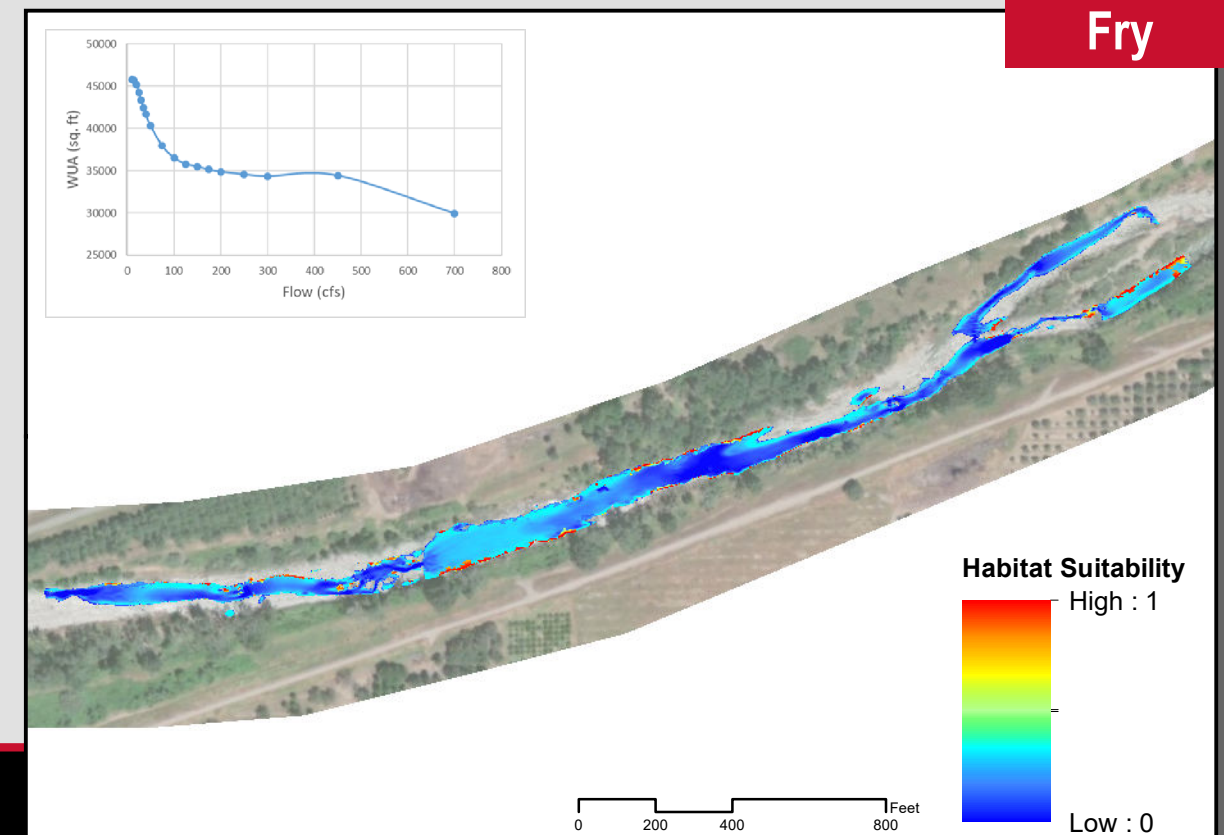 Fry
50000
45000
40000
35000
30000
25000
WUA (sq. ft)
0 100 200 300 400 500 600 700 800
Flow (cfs)
Habitat Suitability
High : 1
Low : 0
Feet
0 200 400 800